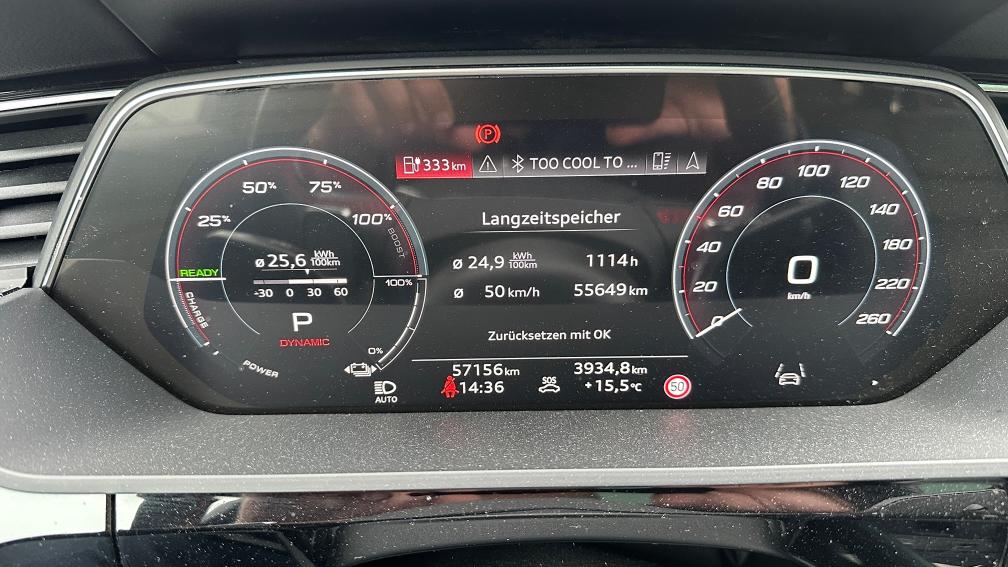 P
333 km
TOO COOL TO ...
50% 75%
25% 100%
BOOST
ø 25,6 kWh/100km
READY
-30 0 30 60
100%
CHARGE
P
DYNAMIC
0%
POWER
AUTO
Langzeitspeicher
ø 24,9 kWh/100km 1114 h
ø 50 km/h 55649 km
Zurücksetzen mit OK
57156 km 3934,8 km
14:36 SOS +15,5°C 50
0 20 40 60 80 100 120 140 180 220 260
0
km/h